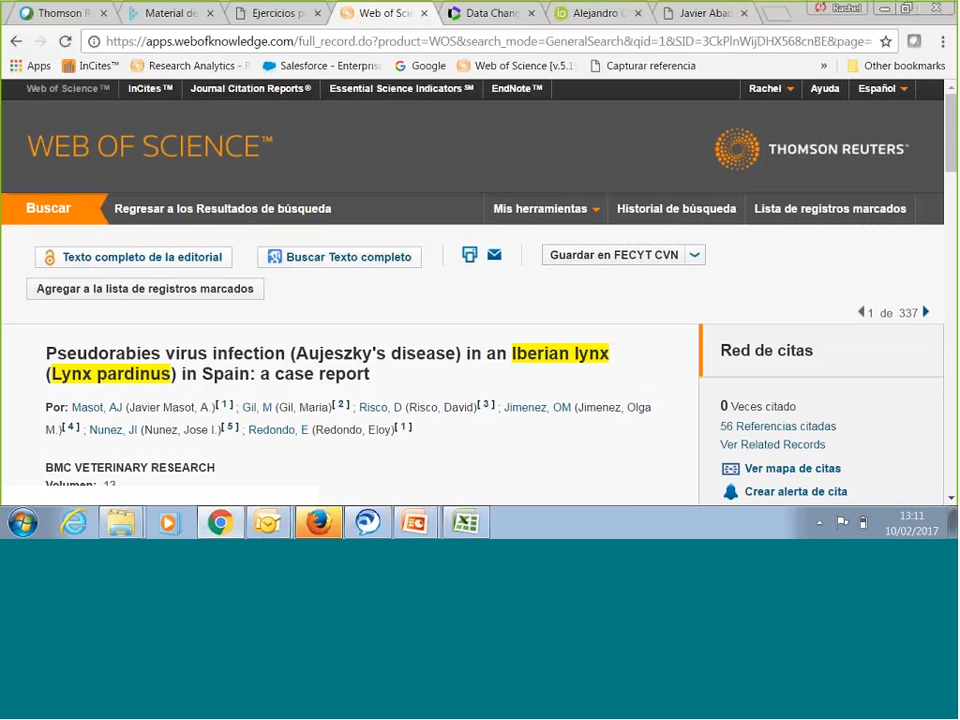 Thomson R
Material de
Ejercicios p
Web of Scie
Data Chang
Alejandro C
Javier Abad
Rachel
https://apps.webofknowledge.com/full_record.do?product=WOS&search_mode=GeneralSearch&qid=1&SID=3CkPlnWijDHX568cnBE&page=
Apps InCites™ Research Analytics - R Salesforce - Enterprise Google Web of Science [v.5.1 Capturar referencia » Other bookmarks
Web of Science™ InCites™ Journal Citation Reports® Essential Science Indicators℠ EndNote™ Rachel Ayuda Español
WEB OF SCIENCE™
THOMSON REUTERS™
Buscar Regresar a los Resultados de búsqueda Mis herramientas Historial de búsqueda Lista de registros marcados
Texto completo de la editorial Buscar Texto completo Guardar en FECYT CVN
Agregar a la lista de registros marcados
1 de 337
Pseudorabies virus infection (Aujeszky's disease) in an Iberian lynx
(Lynx pardinus) in Spain: a case report
Por: Masot, AJ (Javier Masot, A.)[ 1 ] ; Gil, M (Gil, Maria)[ 2 ] ; Risco, D (Risco, David)[ 3 ] ; Jimenez, OM (Jimenez, Olga
M.)[ 4 ] ; Nunez, JI (Nunez, Jose I.)[ 5 ] ; Redondo, E (Redondo, Eloy)[ 1 ]
BMC VETERINARY RESEARCH
Volumen: 13
Red de citas
0 Veces citado
56 Referencias citadas
Ver Related Records
Ver mapa de citas
Crear alerta de cita
13:11
10/02/2017